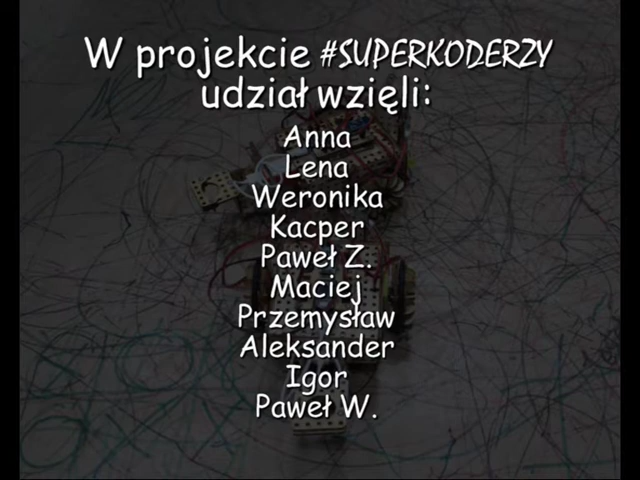 W projekcie #SUPERKODERZY
udział wzięli:
Anna
Lena
Weronika
Kacper
Paweł Z.
Maciej
Przemysław
Aleksander
Igor
Paweł W.